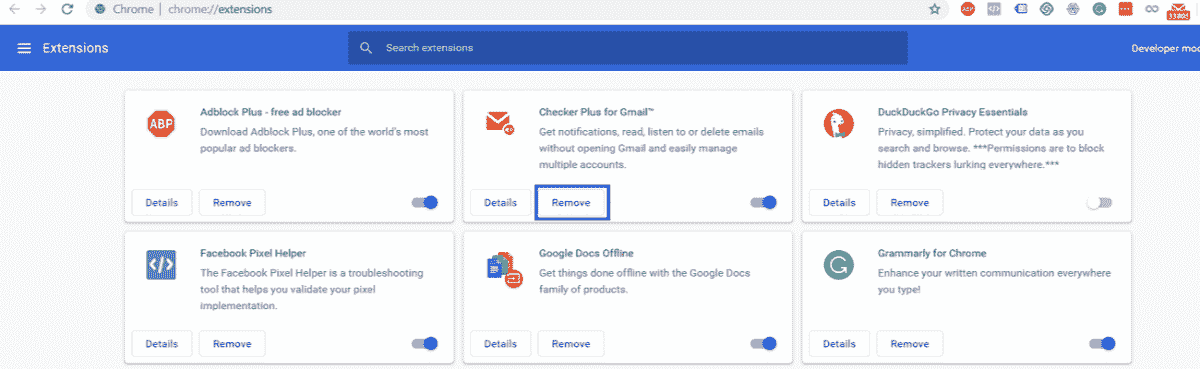 Chrome | chrome://extensions
ABP
33805
Extensions
Search extensions
Developer mod
ABP
Adblock Plus - free ad blocker
Download Adblock Plus, one of the world's most
popular ad blockers.
Details
Remove
Checker Plus for Gmail™
Get notifications, read, listen to or delete emails
without opening Gmail and easily manage
multiple accounts.
Details
Remove
DuckDuckGo Privacy Essentials
Privacy, simplified. Protect your data as you
search and browse. ***Permissions are to block
hidden trackers lurking everywhere.***
Details
Remove
Facebook Pixel Helper
The Facebook Pixel Helper is a troubleshooting
tool that helps you validate your pixel
implementation.
Details
Remove
Google Docs Offline
Get things done offline with the Google Docs
family of products.
Details
Remove
Grammarly for Chrome
Enhance your written communication everywhere
you type!
Details
Remove